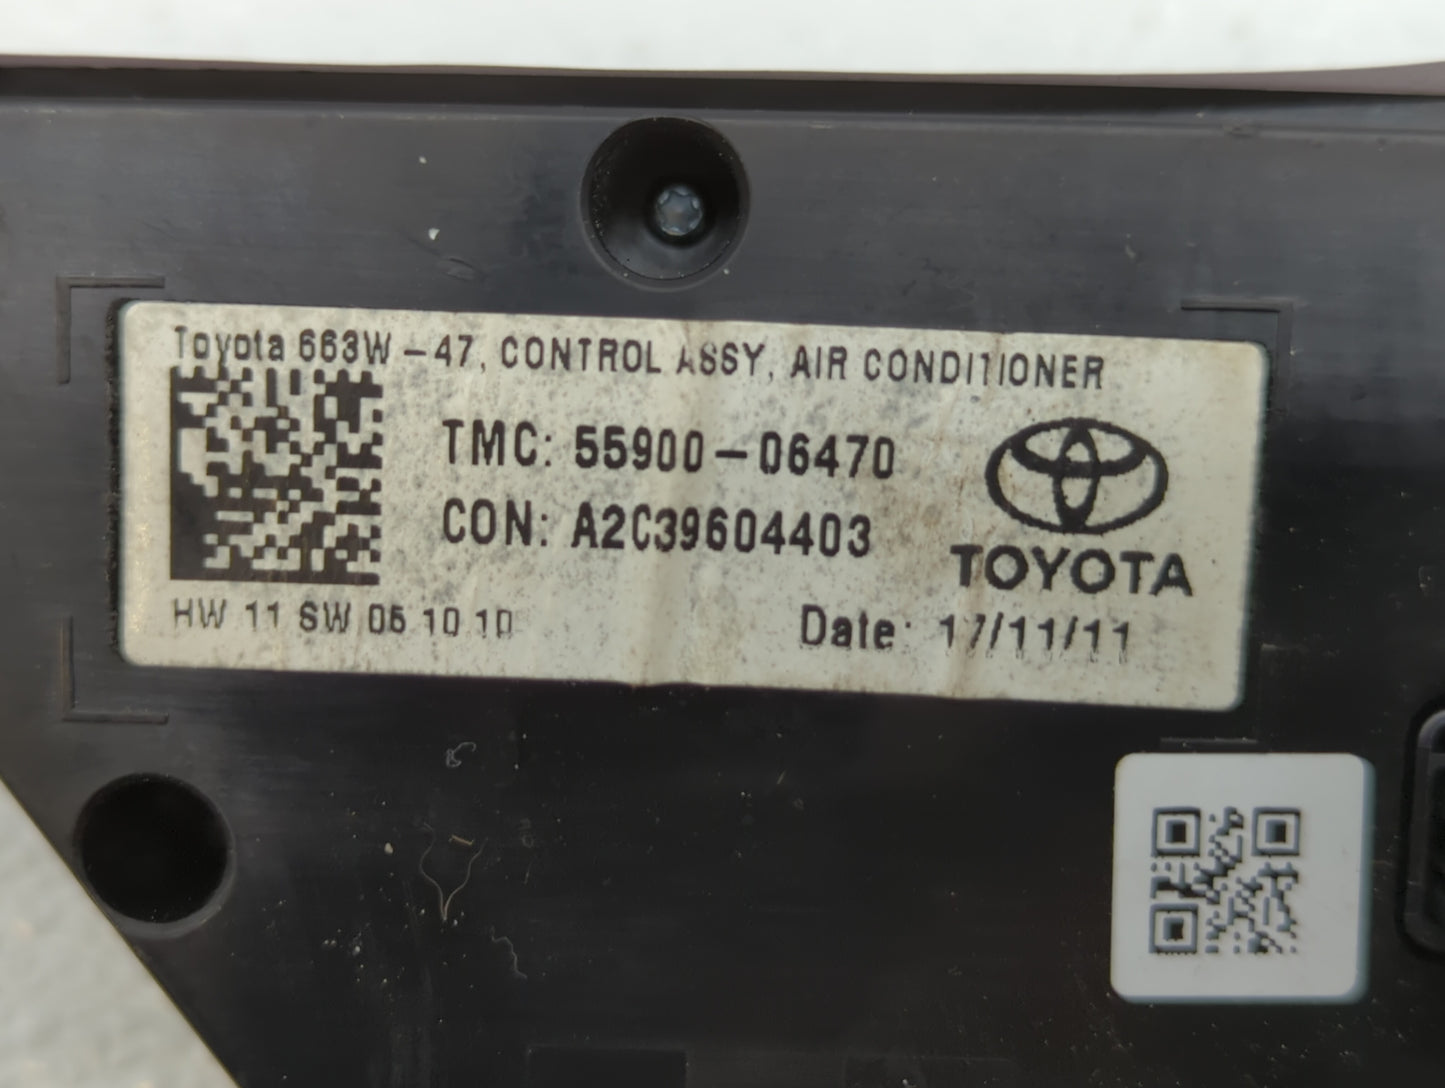 Toyota 663W-47, CONTROL ASSY, AIR CONDITIONER
TMC: 55900-06470
CON: A2C39604403
TOYOTA
HW 11 SW 05 10 10
Date: 17/11/11